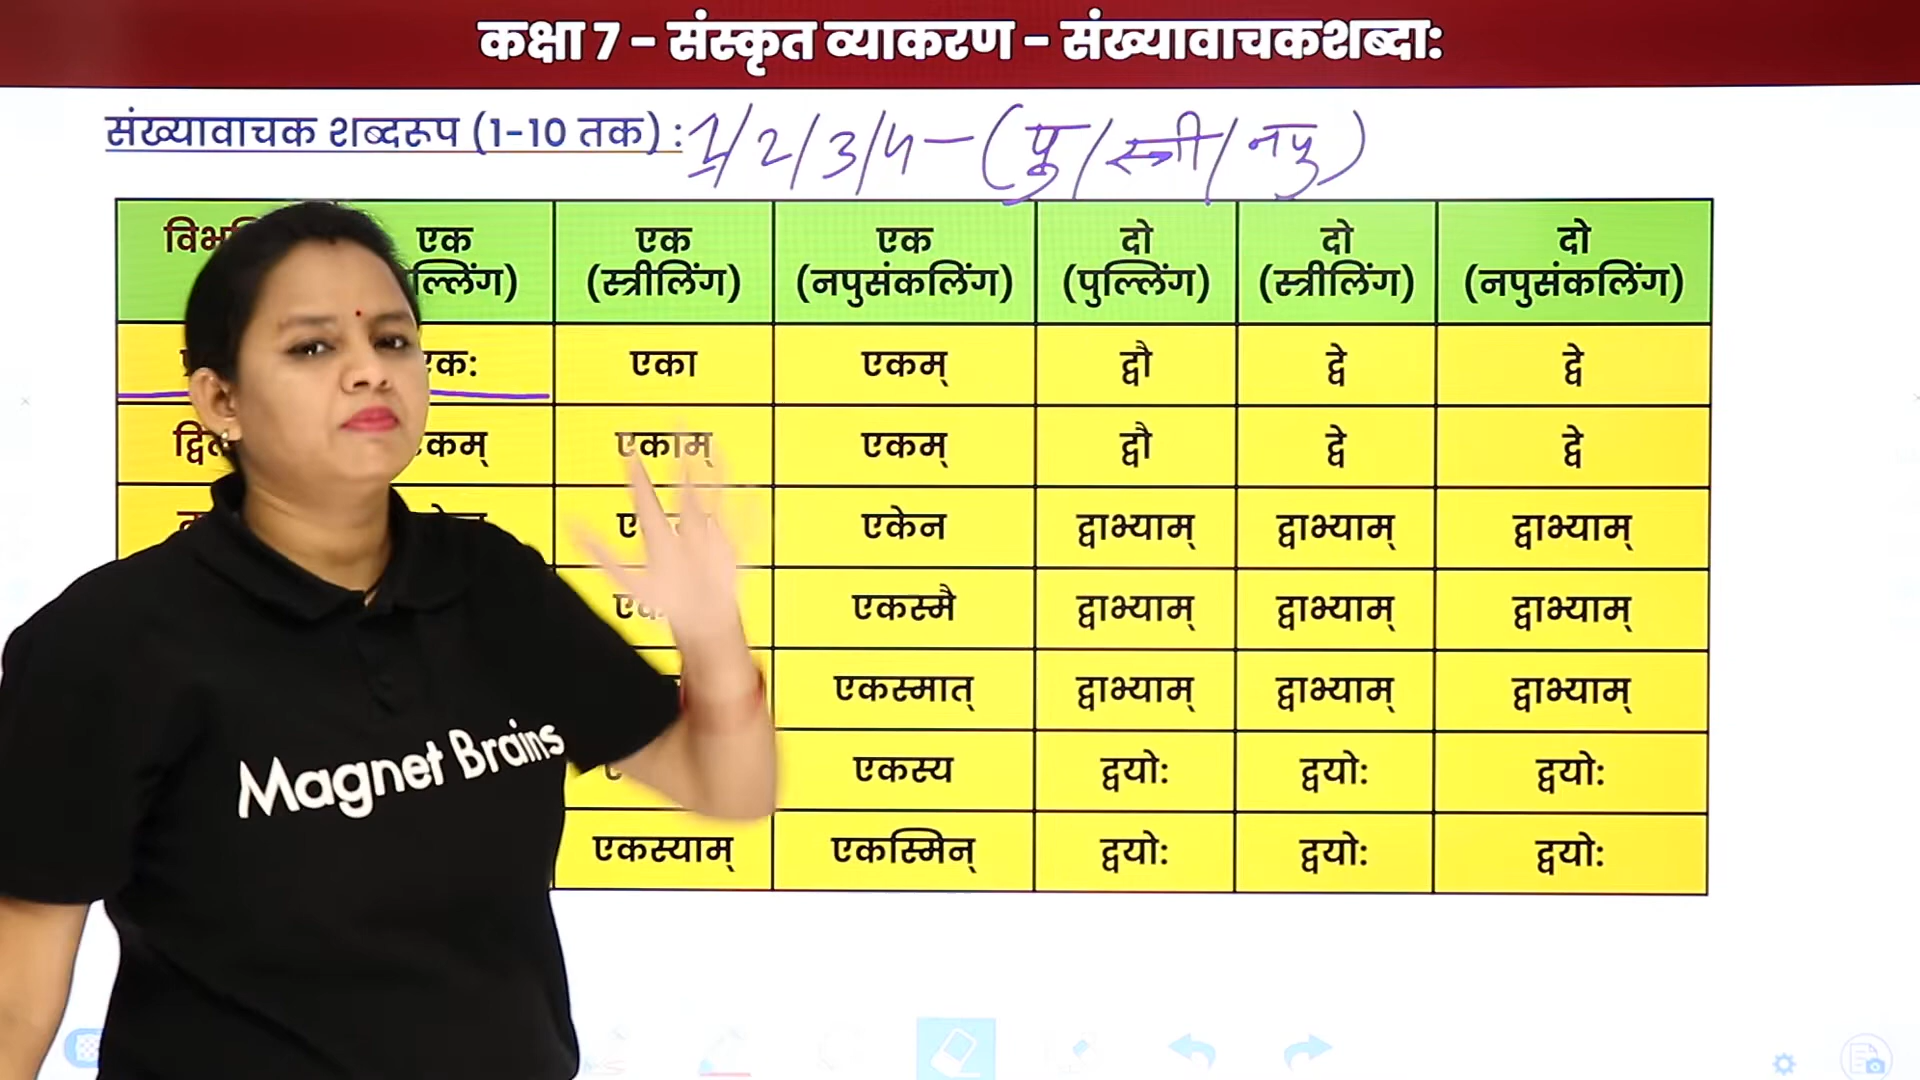 कक्षा 7 - संस्कृत व्याकरण - संख्यावाचकशब्दाः
संख्यावाचक शब्दरूप (1-10 तक) : 1/2/3/4 - (पु/स्त्री/नपु)
एक एक एक दो दो दो
(स्त्रीलिंग) (नपुसंकलिंग) (पुल्लिंग) (स्त्रीलिंग) (नपुसंकलिंग)
एका एकम् द्वौ द्वे द्वे
एकाम् एकम् द्वौ द्वे द्वे
एकेन द्वाभ्याम् द्वाभ्याम् द्वाभ्याम्
एकस्मै द्वाभ्याम् द्वाभ्याम् द्वाभ्याम्
एकस्मात् द्वाभ्याम् द्वाभ्याम् द्वाभ्याम्
एकस्य द्वयोः द्वयोः द्वयोः
एकस्याम् एकस्मिन् द्वयोः द्वयोः द्वयोः
Magnet Brains